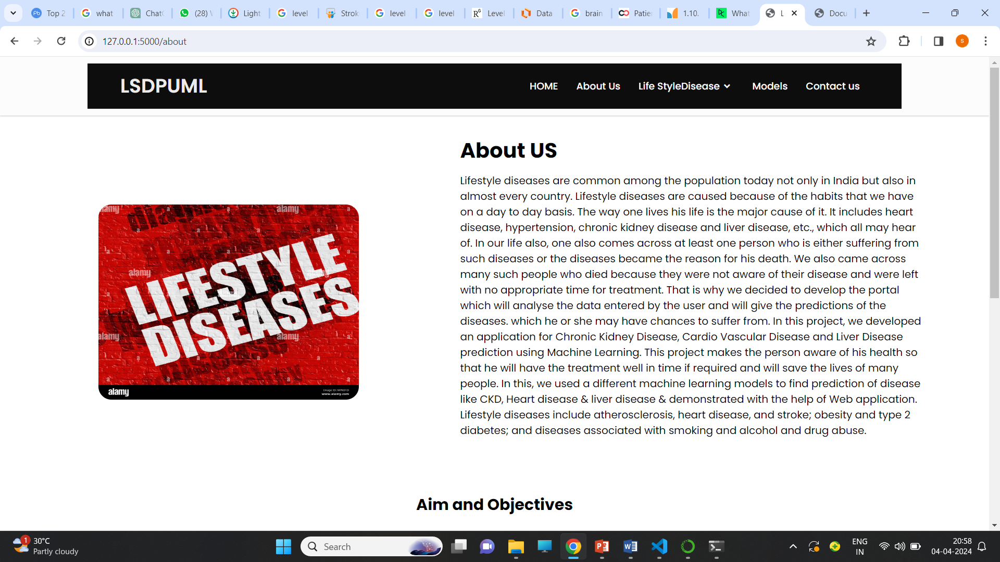 Top 2
what
Chat
(28) W
Light
level
Strok
level
level
Level
Data
brain
Patier
1.10.
What
L
Docu
127.0.0.1:5000/about
S
LSDPUML
HOME
About Us
Life StyleDisease
Models
Contact us
About US
Lifestyle diseases are common among the population today not only in India but also in
almost every country. Lifestyle diseases are caused because of the habits that we have
on a day to day basis. The way one lives his life is the major cause of it. It includes heart
disease, hypertension, chronic kidney disease and liver disease, etc., which all may hear
of. In our life also, one also comes across at least one person who is either suffering from
such diseases or the diseases became the reason for his death. We also came across
many such people who died because they were not aware of their disease and were left
with no appropriate time for treatment. That is why we decided to develop the portal
which will analyse the data entered by the user and will give the predictions of the
diseases. which he or she may have chances to suffer from. In this project, we developed
an application for Chronic Kidney Disease, Cardio Vascular Disease and Liver Disease
prediction using Machine Learning. This project makes the person aware of his health so
that he will have the treatment well in time if required and will save the lives of many
people. In this, we used a different machine learning models to find prediction of disease
like CKD, Heart disease & liver disease & demonstrated with the help of Web application.
Lifestyle diseases include atherosclerosis, heart disease, and stroke; obesity and type 2
diabetes; and diseases associated with smoking and alcohol and drug abuse.
LIFESTYLE
DISEASES
alamy
www.alamy.com
Aim and Objectives
1
30°C
Partly cloudy
Search
ENG
IN
20:58
04-04-2024